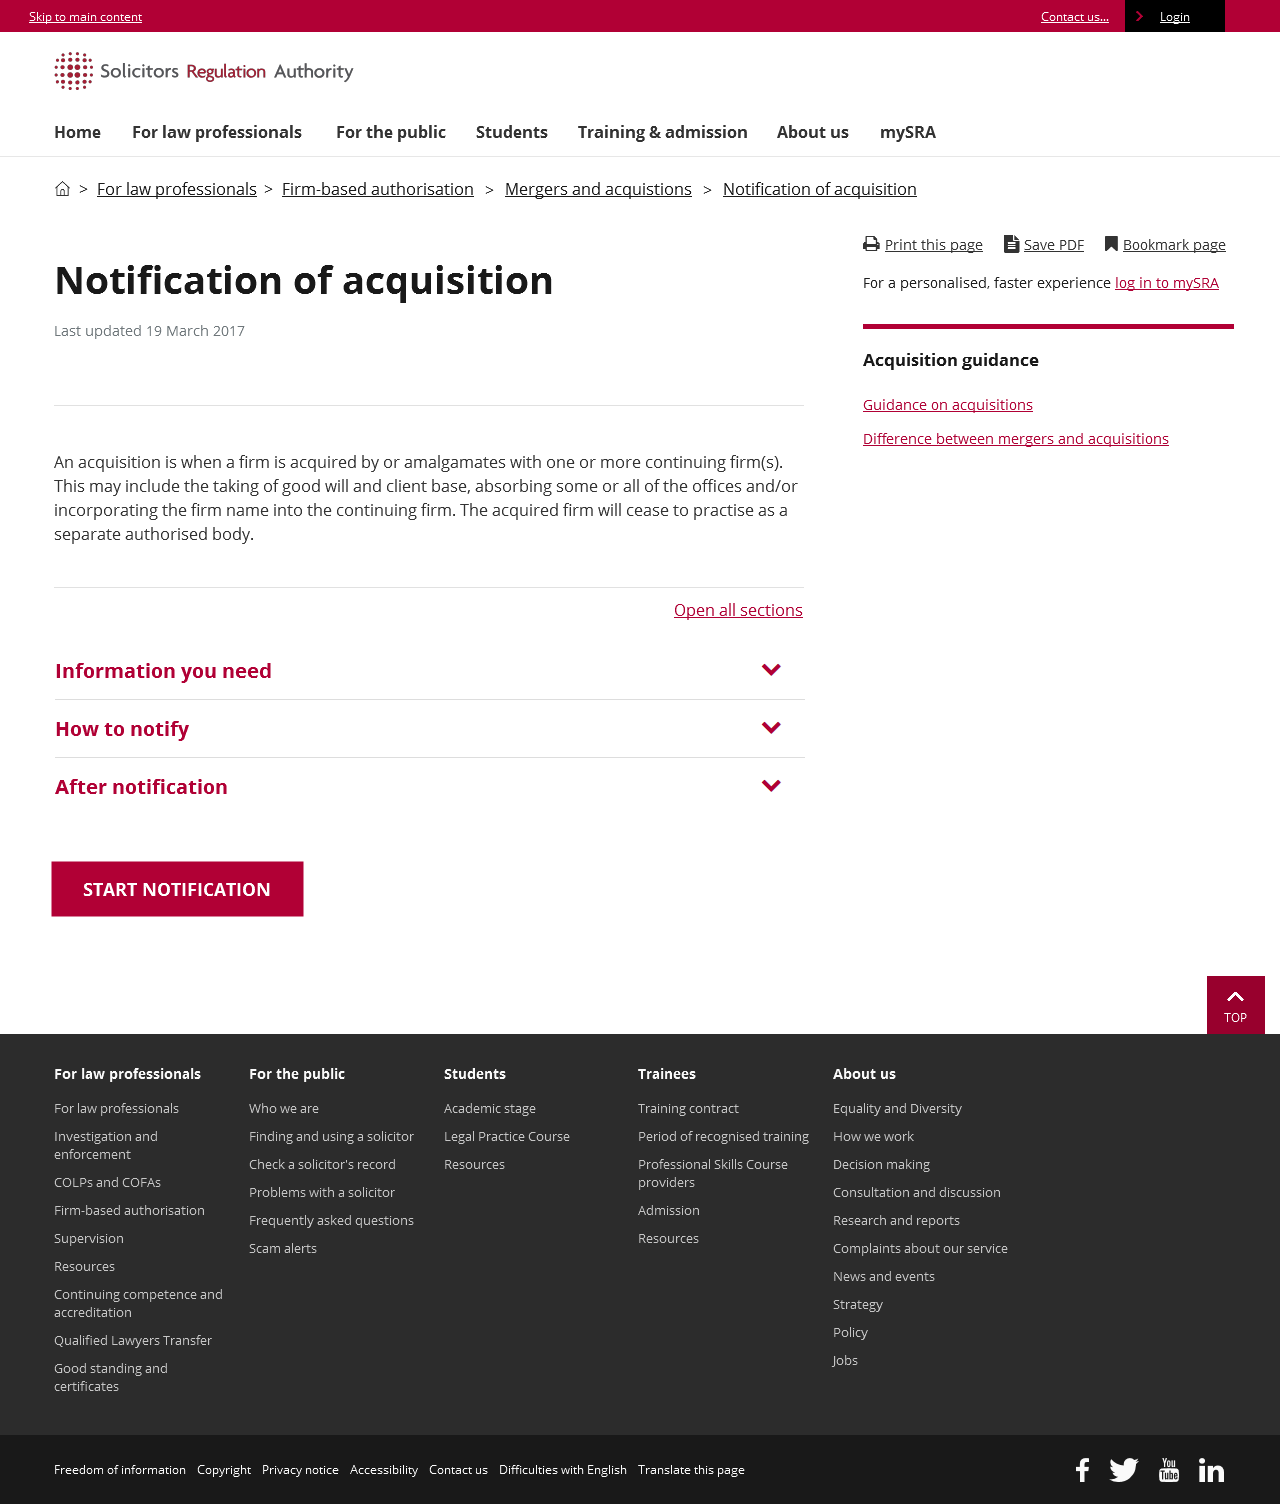 Skip to main content
Contact us...
Login
Solicitors Regulation Authority
Home For law professionals For the public Students Training & admission About us mySRA
> For law professionals > Firm-based authorisation > Mergers and acquistions > Notification of acquisition
Print this page Save PDF Bookmark page
For a personalised, faster experience log in to mySRA
Notification of acquisition
Last updated 19 March 2017
Acquisition guidance
Guidance on acquisitions
Difference between mergers and acquisitions
An acquisition is when a firm is acquired by or amalgamates with one or more continuing firm(s).
This may include the taking of good will and client base, absorbing some or all of the offices and/or
incorporating the firm name into the continuing firm. The acquired firm will cease to practise as a
separate authorised body.
Open all sections
Information you need
How to notify
After notification
START NOTIFICATION
TOP
For law professionals
For law professionals
Investigation and
enforcement
COLPs and COFAs
Firm-based authorisation
Supervision
Resources
Continuing competence and
accreditation
Qualified Lawyers Transfer
Good standing and
certificates
For the public
Who we are
Finding and using a solicitor
Check a solicitor's record
Problems with a solicitor
Frequently asked questions
Scam alerts
Students
Academic stage
Legal Practice Course
Resources
Trainees
Training contract
Period of recognised training
Professional Skills Course
providers
Admission
Resources
About us
Equality and Diversity
How we work
Decision making
Consultation and discussion
Research and reports
Complaints about our service
News and events
Strategy
Policy
Jobs
Freedom of information Copyright Privacy notice Accessibility Contact us Difficulties with English Translate this page
f
You
Tube
in